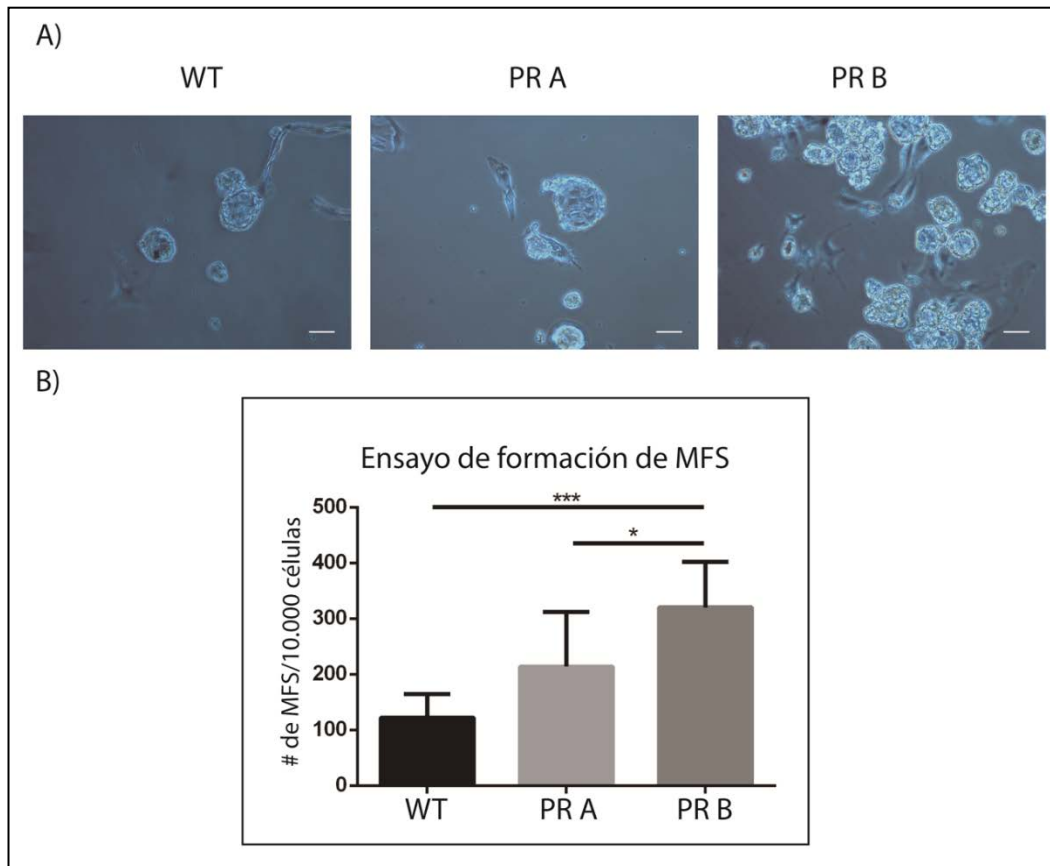 A)
WT
PR A
PR B
B)
Ensayo de formación de MFS
# de MFS/10.000 células
500
400
300
200
100
0
***
*
WT
PR A
PR B